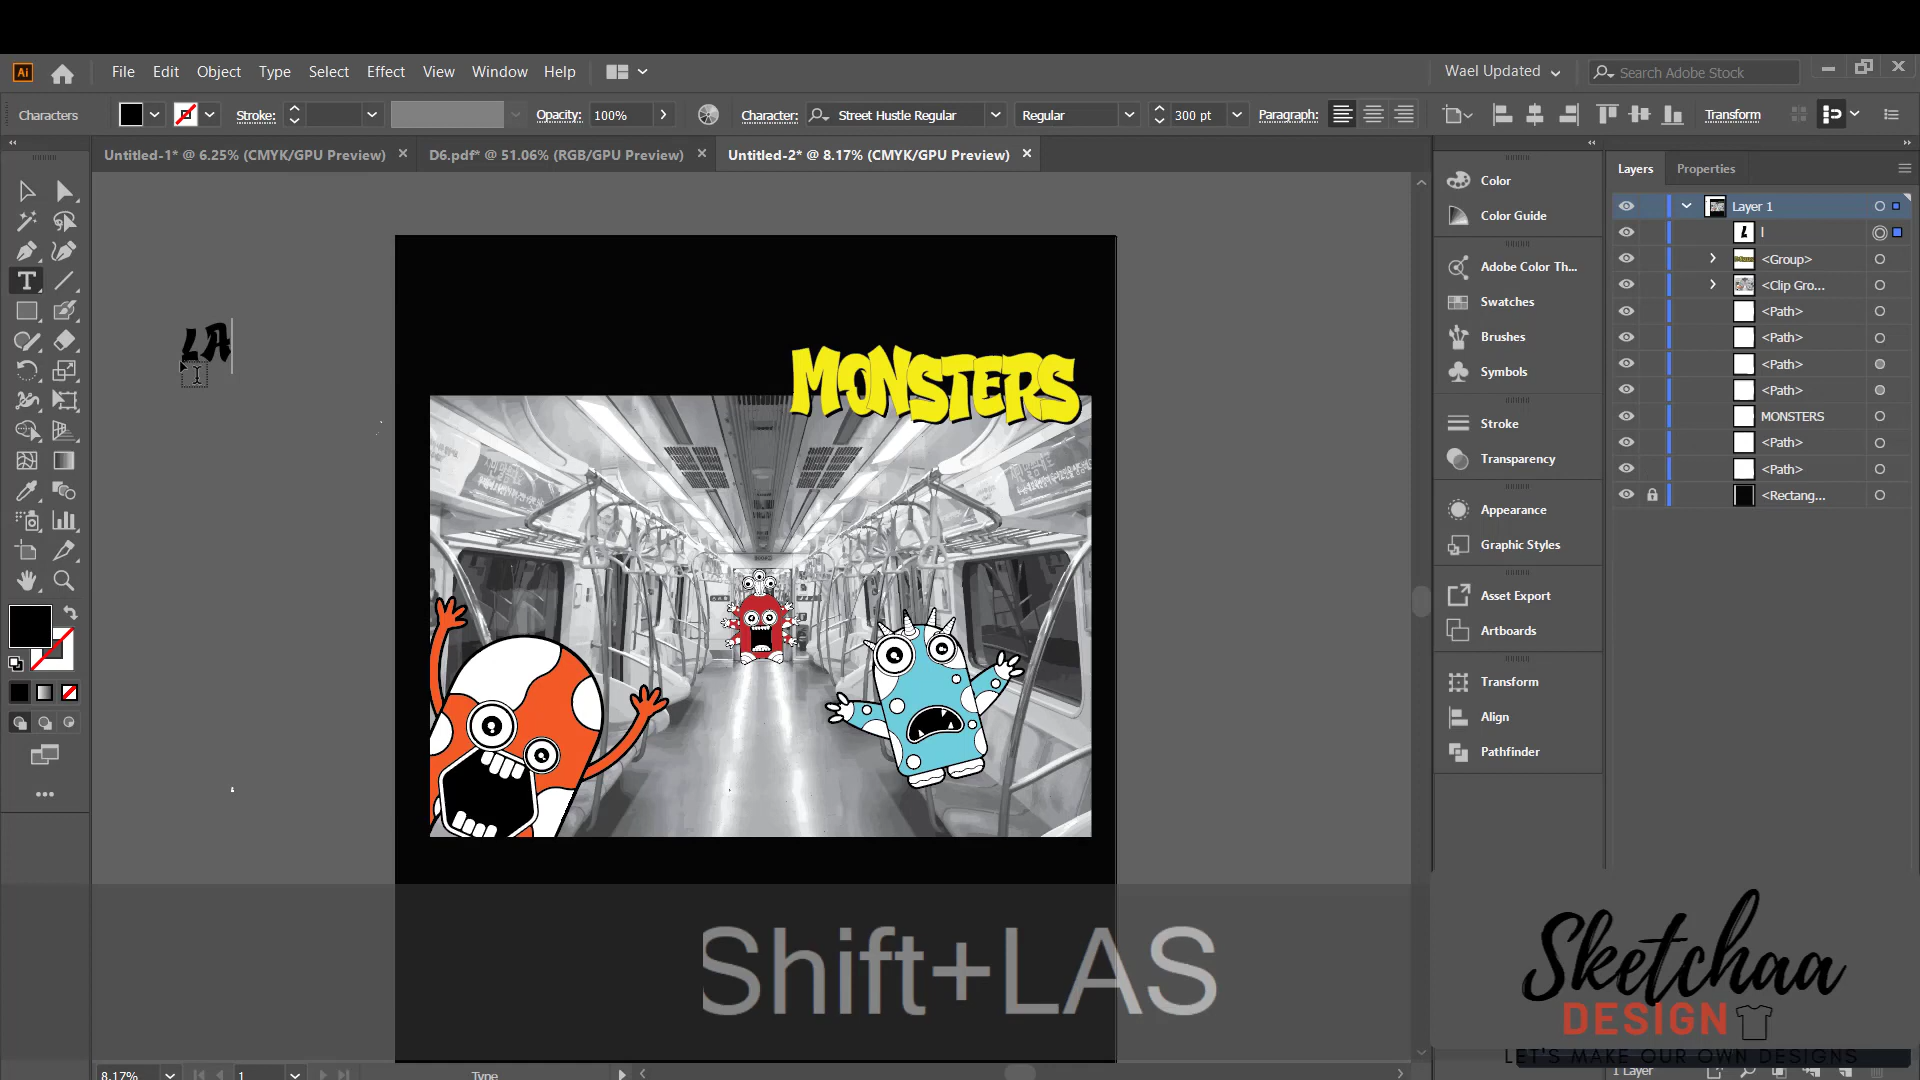 Ai
File Edit Select Object Type Select Effect View Window Help
Wael Updated
Search Adobe Stock
Characters
Stroke:
Opacity: 100%
Character: Street Hustle Regular
Regular
300 pt
Paragraph:
Transform
Untitled-1* @ 6.25% (CMYK/GPU Preview)
D6.pdf* @ 51.06% (RGB/GPU Preview)
Untitled-2* @ 8.17% (CMYK/GPU Preview)
LA
MONSTERS
Color
Color Guide
Adobe Color Th...
Swatches
Brushes
Symbols
Stroke
Transparency
Appearance
Graphic Styles
Asset Export
Artboards
Transform
Align
Pathfinder
Layers Properties
Layer 1
l
<Group>
<Clip Gro...
<Path>
<Path>
<Path>
<Path>
MONSTERS
<Path>
<Path>
<Rectang...
Shift+LAS
Sketchaa
DESIGN
LET'S MAKE OUR OWN DESIGNS
8.17%
1
Type
1 Layer